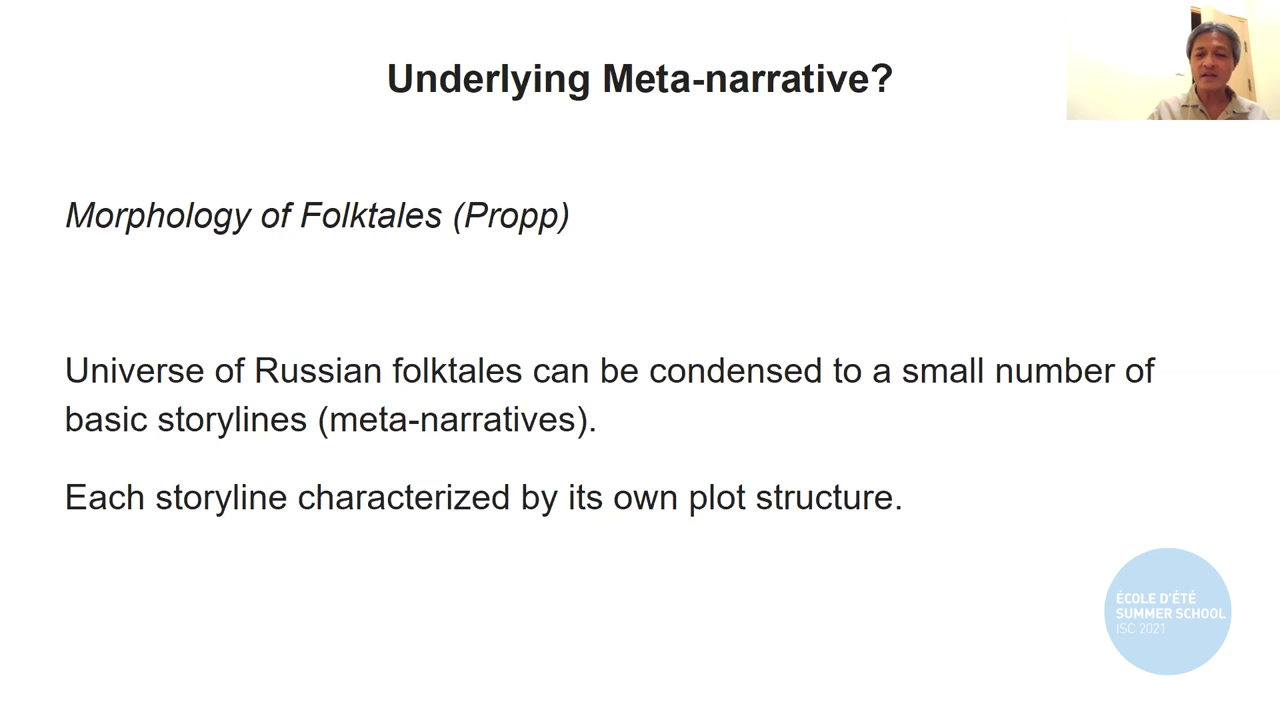 Underlying Meta-narrative?
Morphology of Folktales (Propp)
Universe of Russian folktales can be condensed to a small number of
basic storylines (meta-narratives).
Each storyline characterized by its own plot structure.
ÉCOLE D'ÉTÉ
SUMMER SCHOOL
ISC 2021